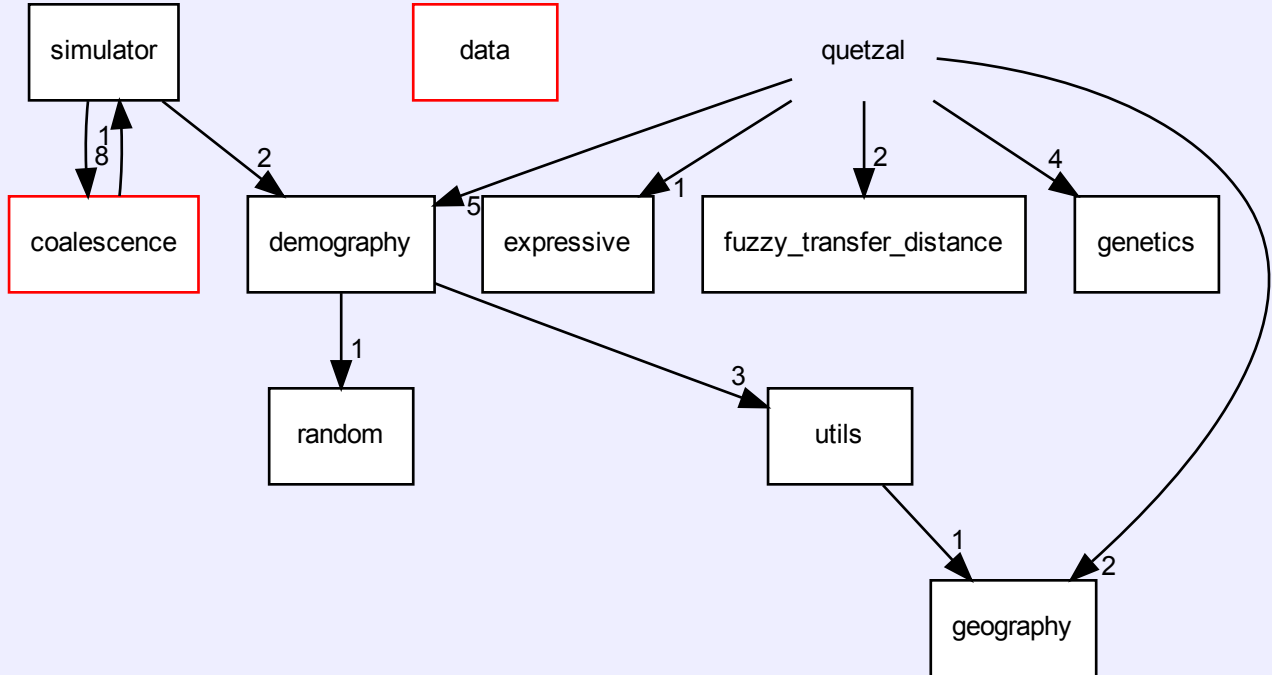 simulator
data
quetzal
1
8
2
5
1
2
4
coalescence
demography
expressive
fuzzy_transfer_distance
genetics
1
3
random
utils
1
2
geography